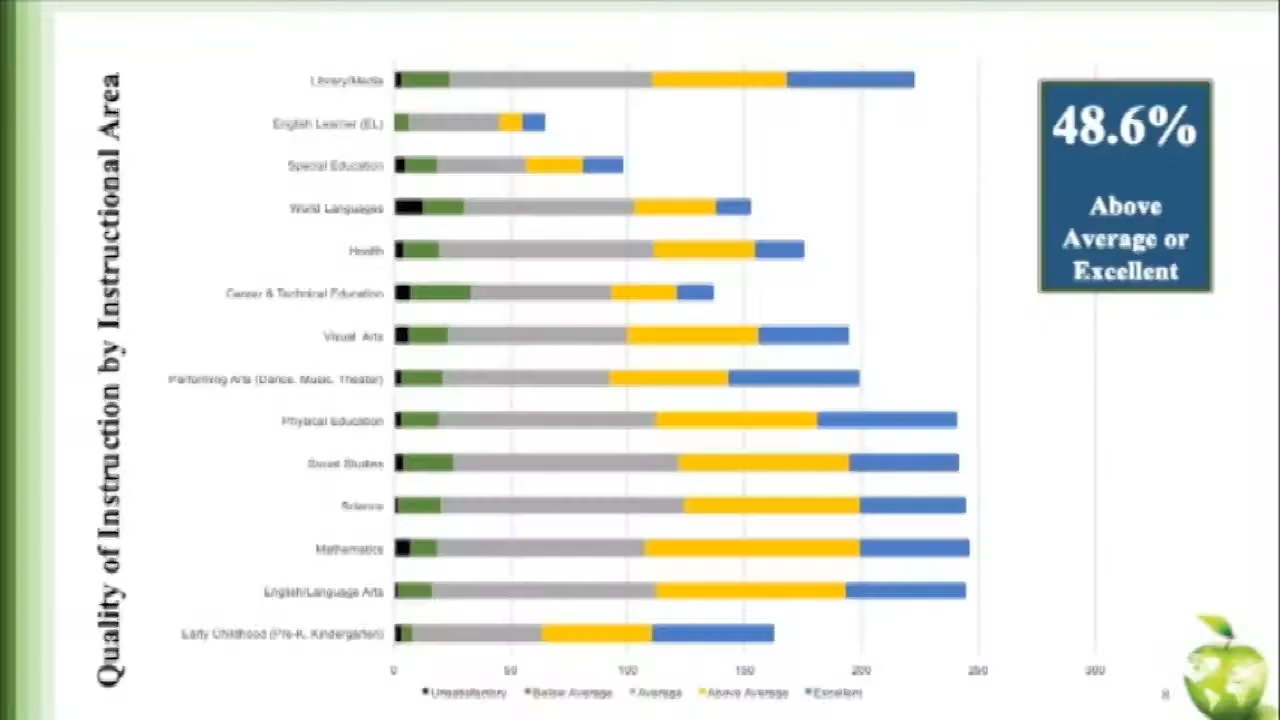 Quality of Instruction by Instructional Area
Library/Media
English Learner (EL)
Special Education
World Languages
Health
Career & Technical Education
Visual Arts
Performing Arts (Dance, Music, Theater)
Physical Education
Social Studies
Science
Mathematics
English/Language Arts
Early Childhood (Pre-K, Kindergarten)
0 50 100 150 200 250 300
Unsatisfactory Below Average Average Above Average Excellent
48.6%
Above
Average or
Excellent
8